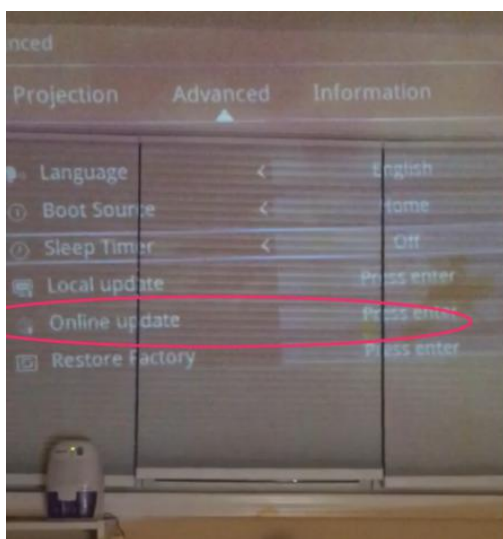 nced
Projection Advanced Information
Language < English
Boot Source < Home
Sleep Timer < Off
Local update Press enter
Online update Press enter
Restore Factory Press enter